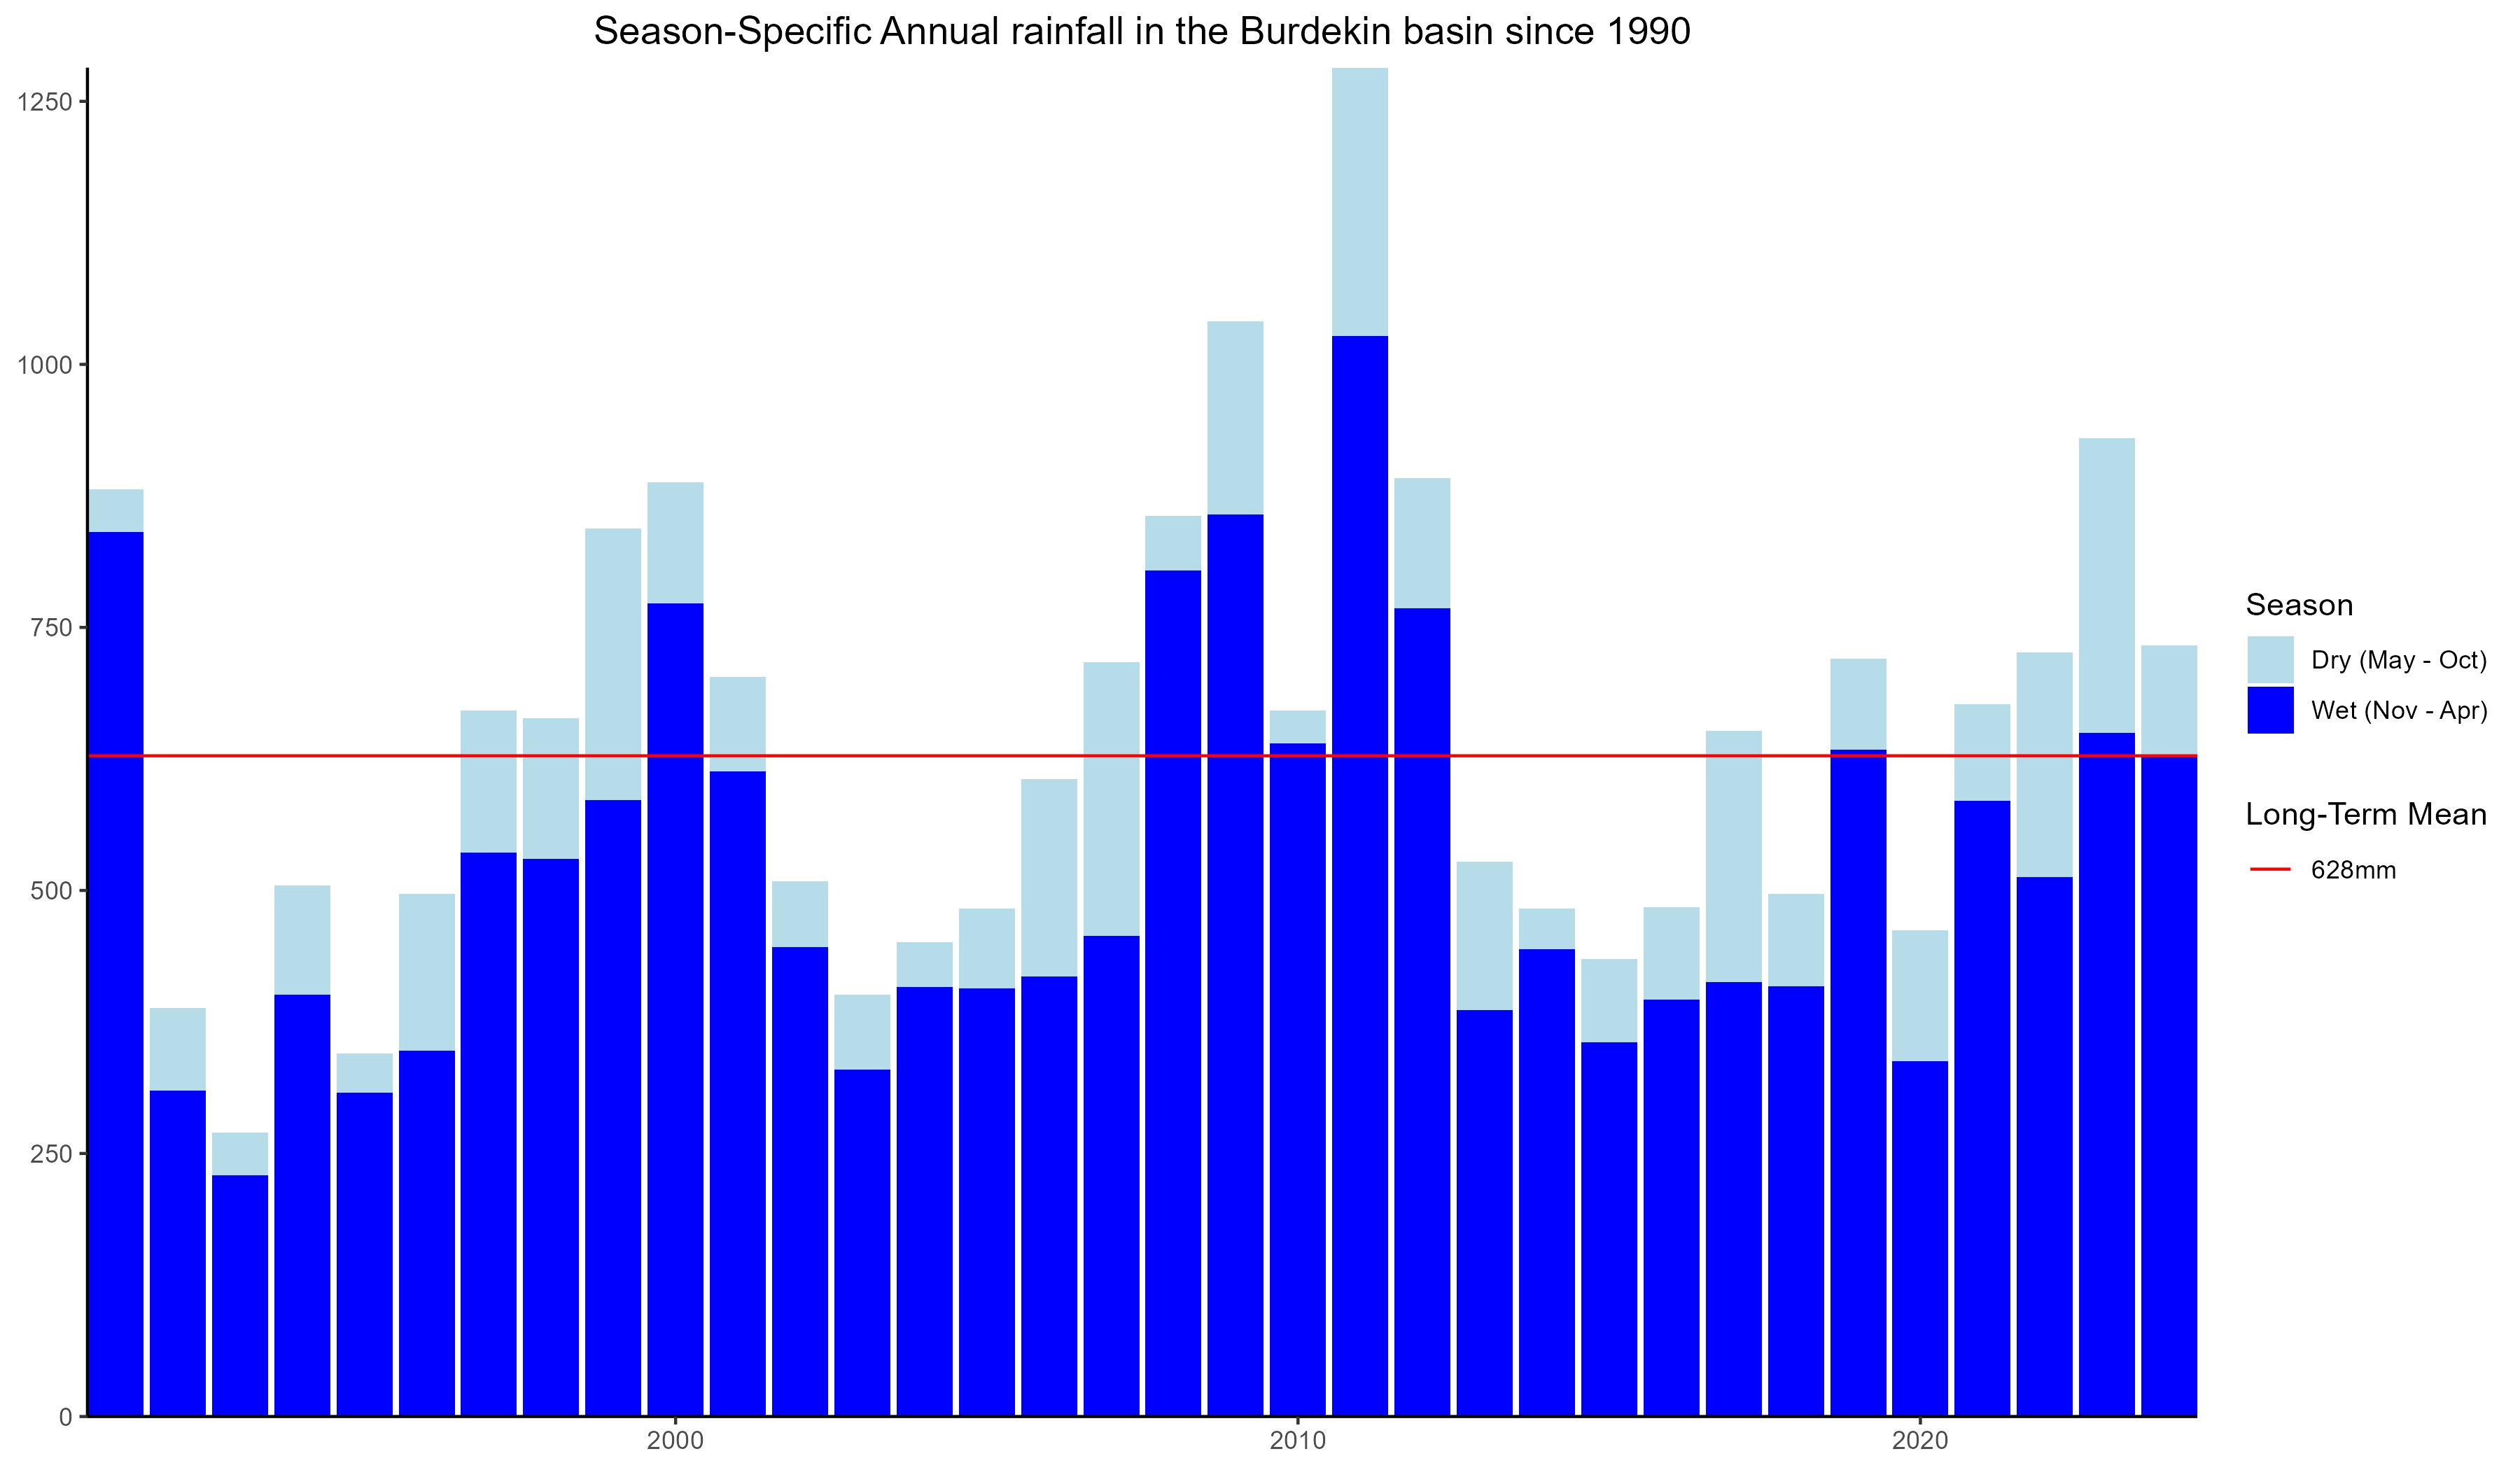 Season-Specific Annual rainfall in the Burdekin basin since 1990
1250
1000
750
500
250
0
2000
2010
2020
Season
Dry (May - Oct)
Wet (Nov - Apr)
Long-Term Mean
628mm